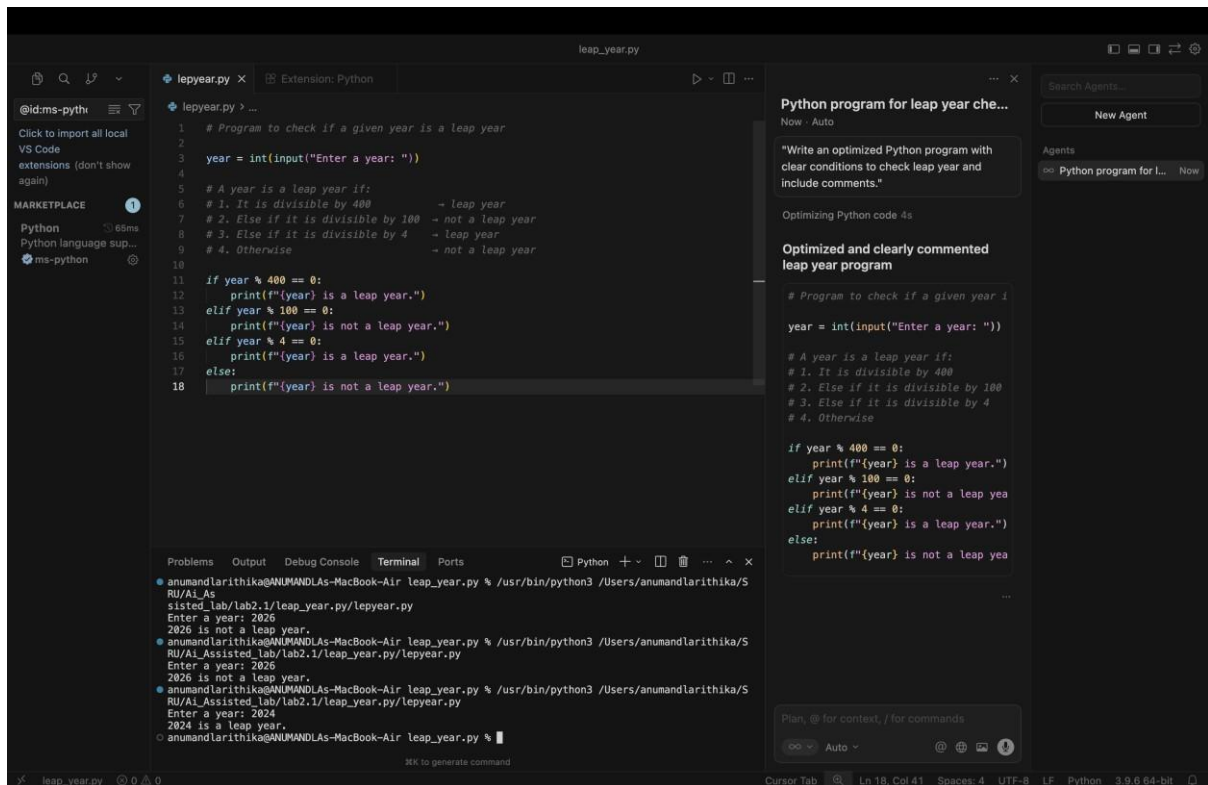 leap_year.py
lepyear.py
Extension: Python
@id:ms-pytho
Click to import all local
VS Code
extensions (don't show
again)
MARKETPLACE 1
Python 65ms
Python language sup...
ms-python
lepyear.py > ...
1 # Program to check if a given year is a leap year
2
3 year = int(input("Enter a year: "))
4
5 # A year is a leap year if:
6 # 1. It is divisible by 400 → leap year
7 # 2. Else if it is divisible by 100 → not a leap year
8 # 3. Else if it is divisible by 4 → leap year
9 # 4. Otherwise → not a leap year
10
11 if year % 400 == 0:
12 print(f"{year} is a leap year.")
13 elif year % 100 == 0:
14 print(f"{year} is not a leap year.")
15 elif year % 4 == 0:
16 print(f"{year} is a leap year.")
17 else:
18 print(f"{year} is not a leap year.")
Problems Output Debug Console Terminal Ports
Python
anumandlarithika@ANUMANDLAs-MacBook-Air leap_year.py % /usr/bin/python3 /Users/anumandlarithika/S
RU/Ai_As
sisted_lab/lab2.1/leap_year.py/lepyear.py
Enter a year: 2026
2026 is not a leap year.
anumandlarithika@ANUMANDLAs-MacBook-Air leap_year.py % /usr/bin/python3 /Users/anumandlarithika/S
RU/Ai_Assisted_lab/lab2.1/leap_year.py/lepyear.py
Enter a year: 2026
2026 is not a leap year.
anumandlarithika@ANUMANDLAs-MacBook-Air leap_year.py % /usr/bin/python3 /Users/anumandlarithika/S
RU/Ai_Assisted_lab/lab2.1/leap_year.py/lepyear.py
Enter a year: 2024
2024 is a leap year.
anumandlarithika@ANUMANDLAs-MacBook-Air leap_year.py %
⌘K to generate command
Python program for leap year che...
Now · Auto
"Write an optimized Python program with
clear conditions to check leap year and
include comments."
Optimizing Python code 4s
Optimized and clearly commented
leap year program
# Program to check if a given year i
year = int(input("Enter a year: "))
# A year is a leap year if:
# 1. It is divisible by 400
# 2. Else if it is divisible by 100
# 3. Else if it is divisible by 4
# 4. Otherwise
if year % 400 == 0:
print(f"{year} is a leap year.")
elif year % 100 == 0:
print(f"{year} is not a leap yea
elif year % 4 == 0:
print(f"{year} is a leap year.")
else:
print(f"{year} is not a leap yea
Plan, @ for context, / for commands
Auto
Search Agents...
New Agent
Agents
Python program for l... Now
leap_year.py 0 0
Cursor Tab Ln 18, Col 41 Spaces: 4 UTF-8 LF Python 3.9.6 64-bit